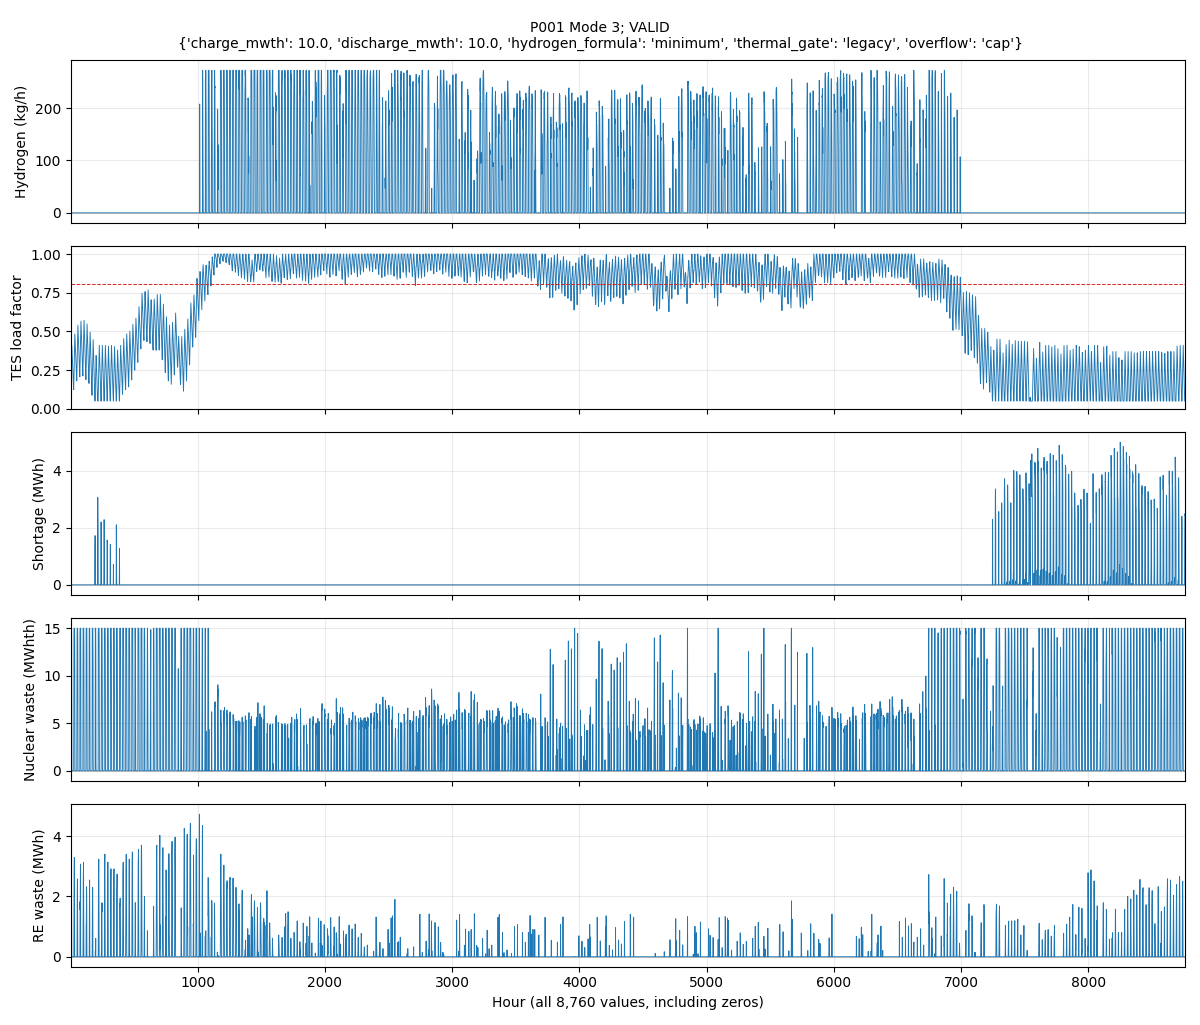 P001 Mode 3; VALID
{'charge_mwth': 10.0, 'discharge_mwth': 10.0, 'hydrogen_formula': 'minimum', 'thermal_gate': 'legacy', 'overflow': 'cap'}
Hydrogen (kg/h)
200
100
0
TES load factor
1.00
0.75
0.50
0.25
0.00
Shortage (MWh)
4
2
0
Nuclear waste (MWhth)
15
10
5
0
RE waste (MWh)
4
2
0
1000 2000 3000 4000 5000 6000 7000 8000
Hour (all 8,760 values, including zeros)